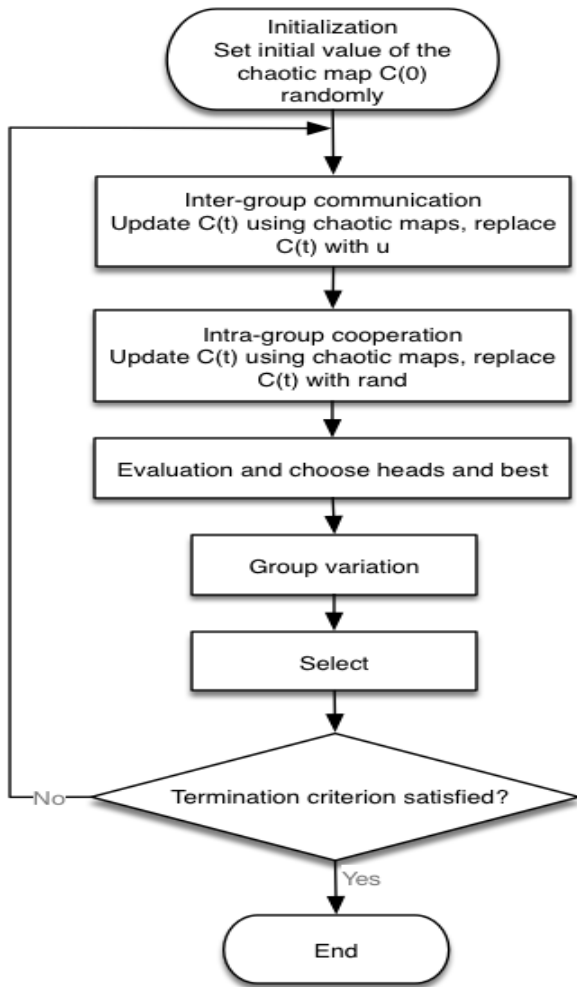 Initialization
Set initial value of the
chaotic map C(0)
randomly
Inter-group communication
Update C(t) using chaotic maps, replace
C(t) with u
Intra-group cooperation
Update C(t) using chaotic maps, replace
C(t) with rand
Evaluation and choose heads and best
Group variation
Select
Termination criterion satisfied?
No
Yes
End